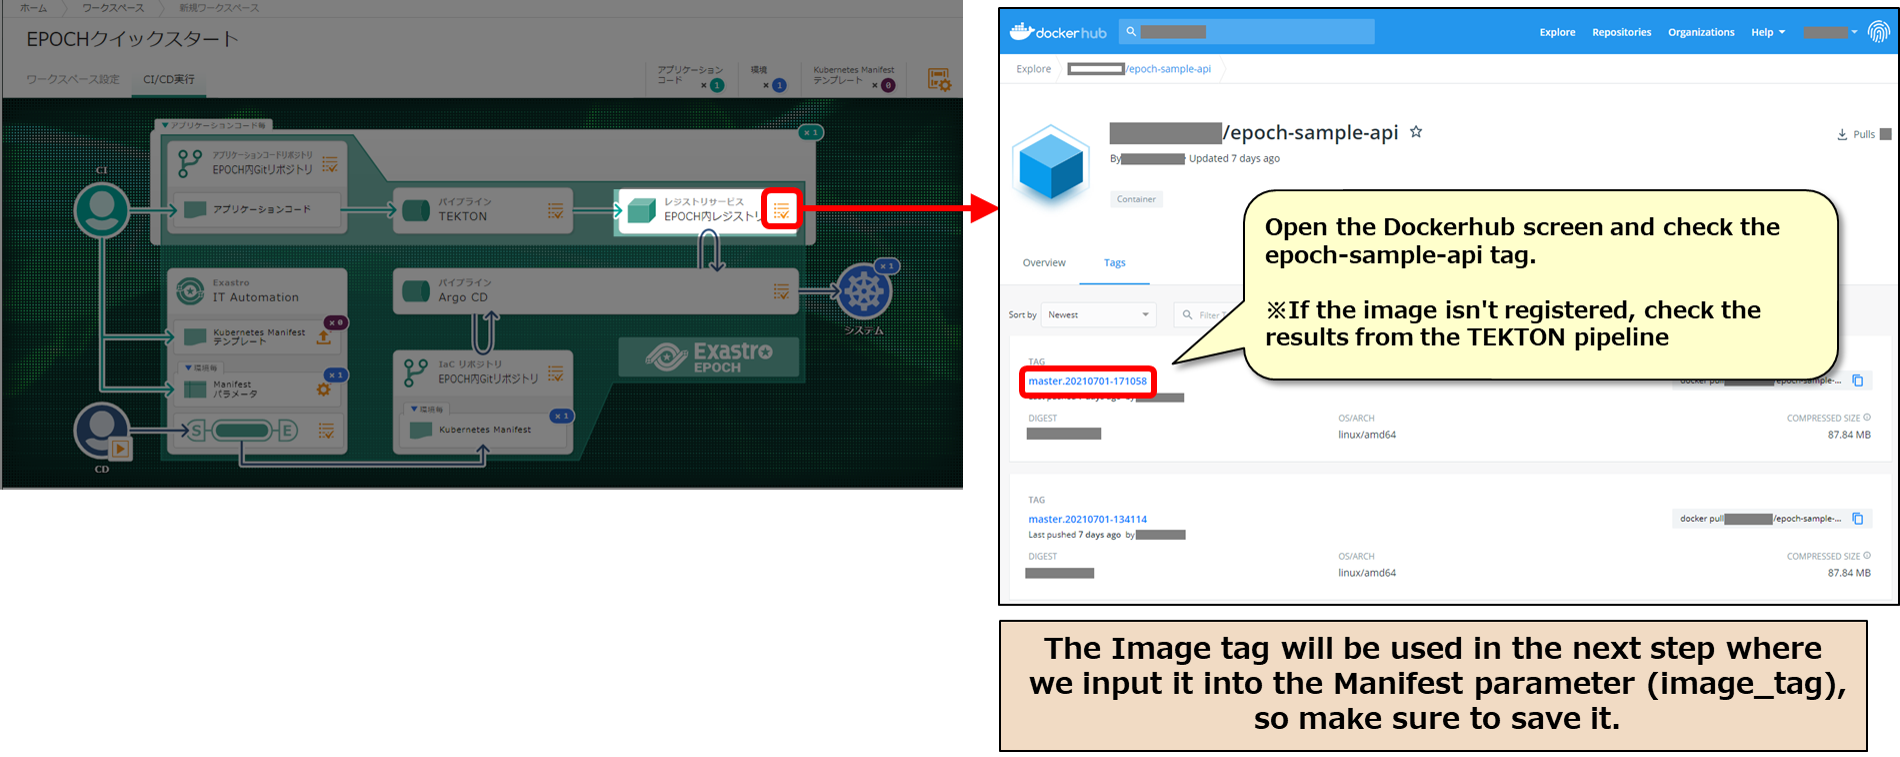 ホーム ワークスペース 新規ワークスペース
EPOCHクイックスタート
ワークスペース設定 CI/CD実行
アプリケーション
コード × 1
環境
× 1
Kubernetes Manifest
テンプレート × 0
▼アプリケーションコード毎
× 1
CI
アプリケーションコードリポジトリ
EPOCH内Gitリポジトリ
アプリケーションコード
パイプライン
TEKTON
レジストリサービス
EPOCH内レジストリ
Exastro
IT Automation
パイプライン
Argo CD
× 1
システム
× 0
Kubernetes Manifest
テンプレート
▼環境毎
× 1
Manifest
パラメータ
IaC リポジトリ
EPOCH内Gitリポジトリ
Exastro
EPOCH
▼環境毎
× 1
Kubernetes Manifest
S E
CD
docker hub
Explore Repositories Organizations Help
Explore /epoch-sample-api
/epoch-sample-api
By Updated 7 days ago
Pulls
Container
Overview Tags
Sort by Newest
Filter
Open the Dockerhub screen and check the
epoch-sample-api tag.
※If the image isn't registered, check the
results from the TEKTON pipeline
TAG
master.20210701-171058
Last pushed 7 days ago by
docker pull /epoch-sample-...
DIGEST OS/ARCH COMPRESSED SIZE
linux/amd64 87.84 MB
TAG
master.20210701-134114
Last pushed 7 days ago by
docker pull /epoch-sample-...
DIGEST OS/ARCH COMPRESSED SIZE
linux/amd64 87.84 MB
The Image tag will be used in the next step where
we input it into the Manifest parameter (image_tag),
so make sure to save it.